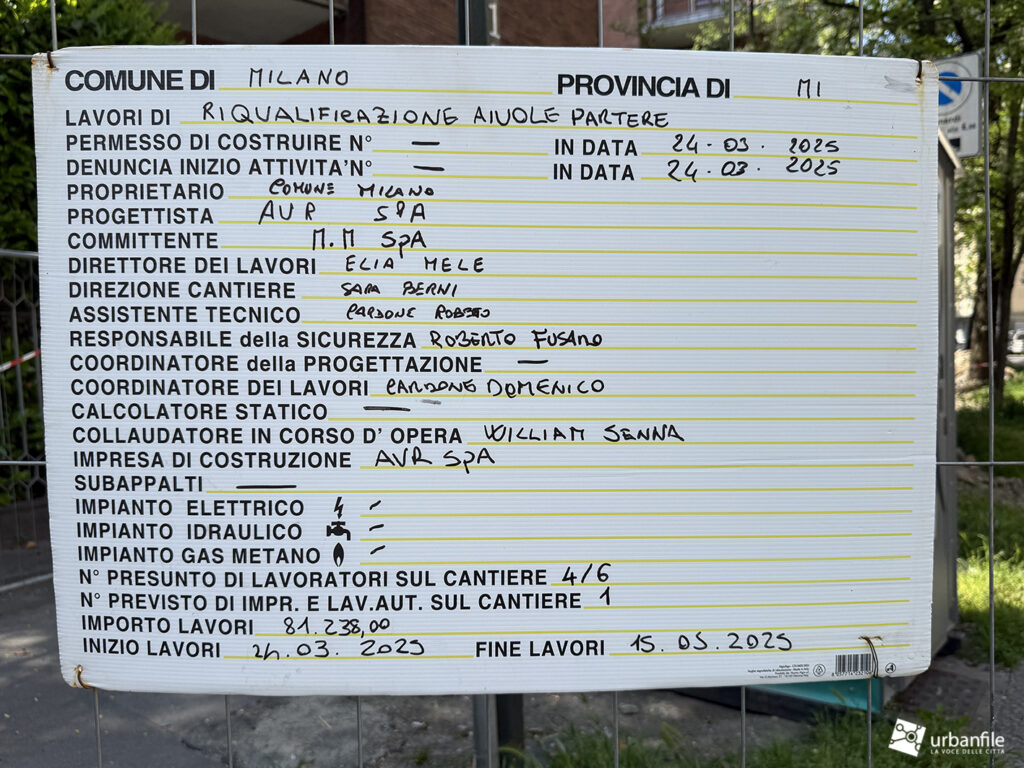 COMUNE DI MILANO PROVINCIA DI MI
LAVORI DI RIQUALIFICAZIONE AIUOLE PARTERE
PERMESSO DI COSTRUIRE N° — IN DATA 24.03.2025
DENUNCIA INIZIO ATTIVITA'N° — IN DATA 24.03.2025
PROPRIETARIO COMUNE MILANO
PROGETTISTA AVR SPA
COMMITTENTE M.M SpA
DIRETTORE DEI LAVORI ELIA MELE
DIREZIONE CANTIERE SARA BERNI
ASSISTENTE TECNICO CARDONE ROBERTO
RESPONSABILE della SICUREZZA ROBERTO FUSARO
COORDINATORE della PROGETTAZIONE —
COORDINATORE DEI LAVORI CARDONE DOMENICO
CALCOLATORE STATICO —
COLLAUDATORE IN CORSO D' OPERA WILLIAM SENNA
IMPRESA DI COSTRUZIONE AVR SpA
SUBAPPALTI —
IMPIANTO ELETTRICO -
IMPIANTO IDRAULICO -
IMPIANTO GAS METANO -
N° PRESUNTO DI LAVORATORI SUL CANTIERE 4/6
N° PREVISTO DI IMPR. E LAV.AUT. SUL CANTIERE 1
IMPORTO LAVORI 81.238,00
INIZIO LAVORI 24.03.2025 FINE LAVORI 15.05.2025
urbanfile
LA VOCE DELLE CITTÀ